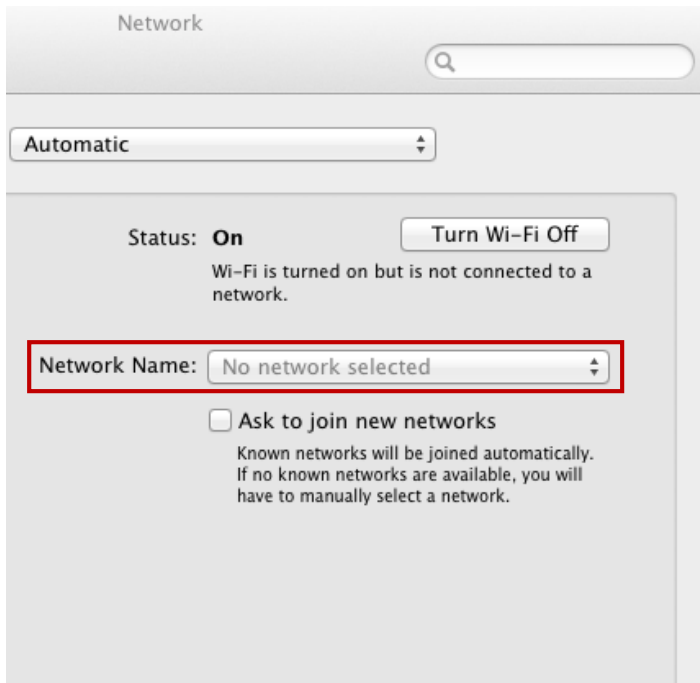 Network
Automatic
Status: On
Turn Wi-Fi Off
Wi-Fi is turned on but is not connected to a
network.
Network Name: No network selected
Ask to join new networks
Known networks will be joined automatically.
If no known networks are available, you will
have to manually select a network.